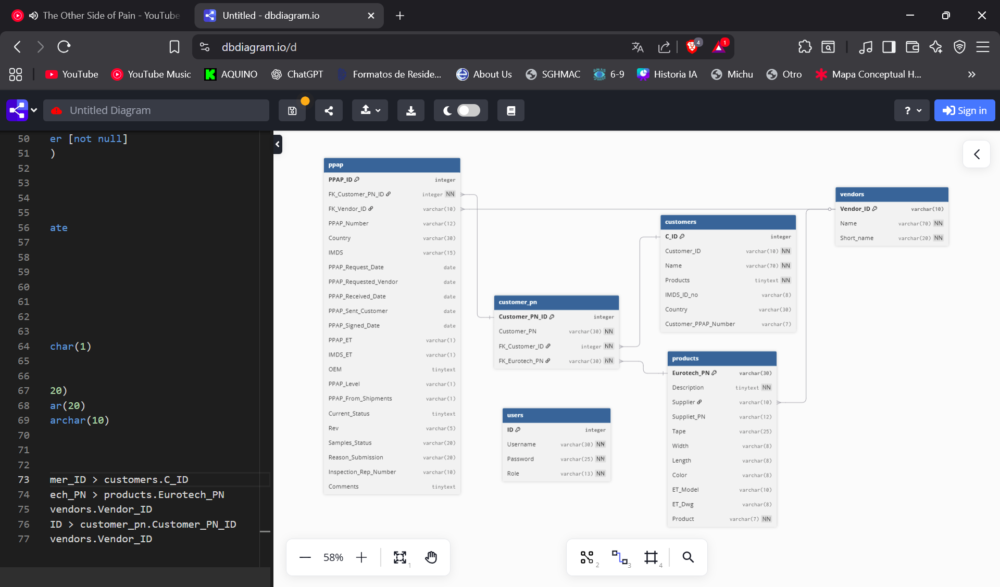 The Other Side of Pain - YouTube
Untitled - dbdiagram.io
dbdiagram.io/d
4
1
YouTube
YouTube Music
AQUINO
ChatGPT
Formatos de Reside...
About Us
SGHMAC
6-9
Historia IA
Michu
Otro
Mapa Conceptual H...
Untitled Diagram
?
Sign in
50 er [not null]
51 )
52
53
54
55
56 ate
57
58
59
60
61
62
63
64 char(1)
65
66
67 20)
68 ar(20)
69 archar(10)
70
71
72
73 mer_ID > customers.C_ID
74 ech_PN > products.Eurotech_PN
75 vendors.Vendor_ID
76 ID > customer_pn.Customer_PN_ID
77 vendors.Vendor_ID
ppap
PPAP_ID integer
FK_Customer_PN_ID integer NN
FK_Vendor_ID varchar(10)
PPAP_Number varchar(12)
Country varchar(30)
IMDS varchar(15)
PPAP_Request_Date date
PPAP_Requested_Vendor date
PPAP_Received_Date date
PPAP_Sent_Customer date
PPAP_Signed_Date date
PPAP_ET varchar(1)
IMDS_ET varchar(1)
OEM tinytext
PPAP_Level varchar(1)
PPAP_From_Shipments varchar(1)
Current_Status tinytext
Rev varchar(5)
Samples_Status varchar(20)
Reason_Submission varchar(20)
Inspection_Rep_Number varchar(10)
Comments tinytext
customer_pn
Customer_PN_ID integer
Customer_PN varchar(30) NN
FK_Customer_ID integer NN
FK_Eurotech_PN varchar(30) NN
users
ID integer
Username varchar(30) NN
Password varchar(25) NN
Role varchar(13) NN
customers
C_ID integer
Customer_ID varchar(10) NN
Name varchar(70) NN
Products tinytext NN
IMDS_ID_no varchar(8)
Country varchar(30)
Customer_PPAP_Number varchar(7)
products
Eurotech_PN varchar(30)
Description tinytext NN
Supplier varchar(10)
Suppliet_PN varchar(12)
Tape varchar(25)
Width varchar(8)
Length varchar(8)
Color varchar(8)
ET_Model varchar(10)
ET_Dwg varchar(8)
Product varchar(7) NN
vendors
Vendor_ID varchar(10)
Name varchar(70) NN
Short_name varchar(20) NN
58%
1
2
3
4